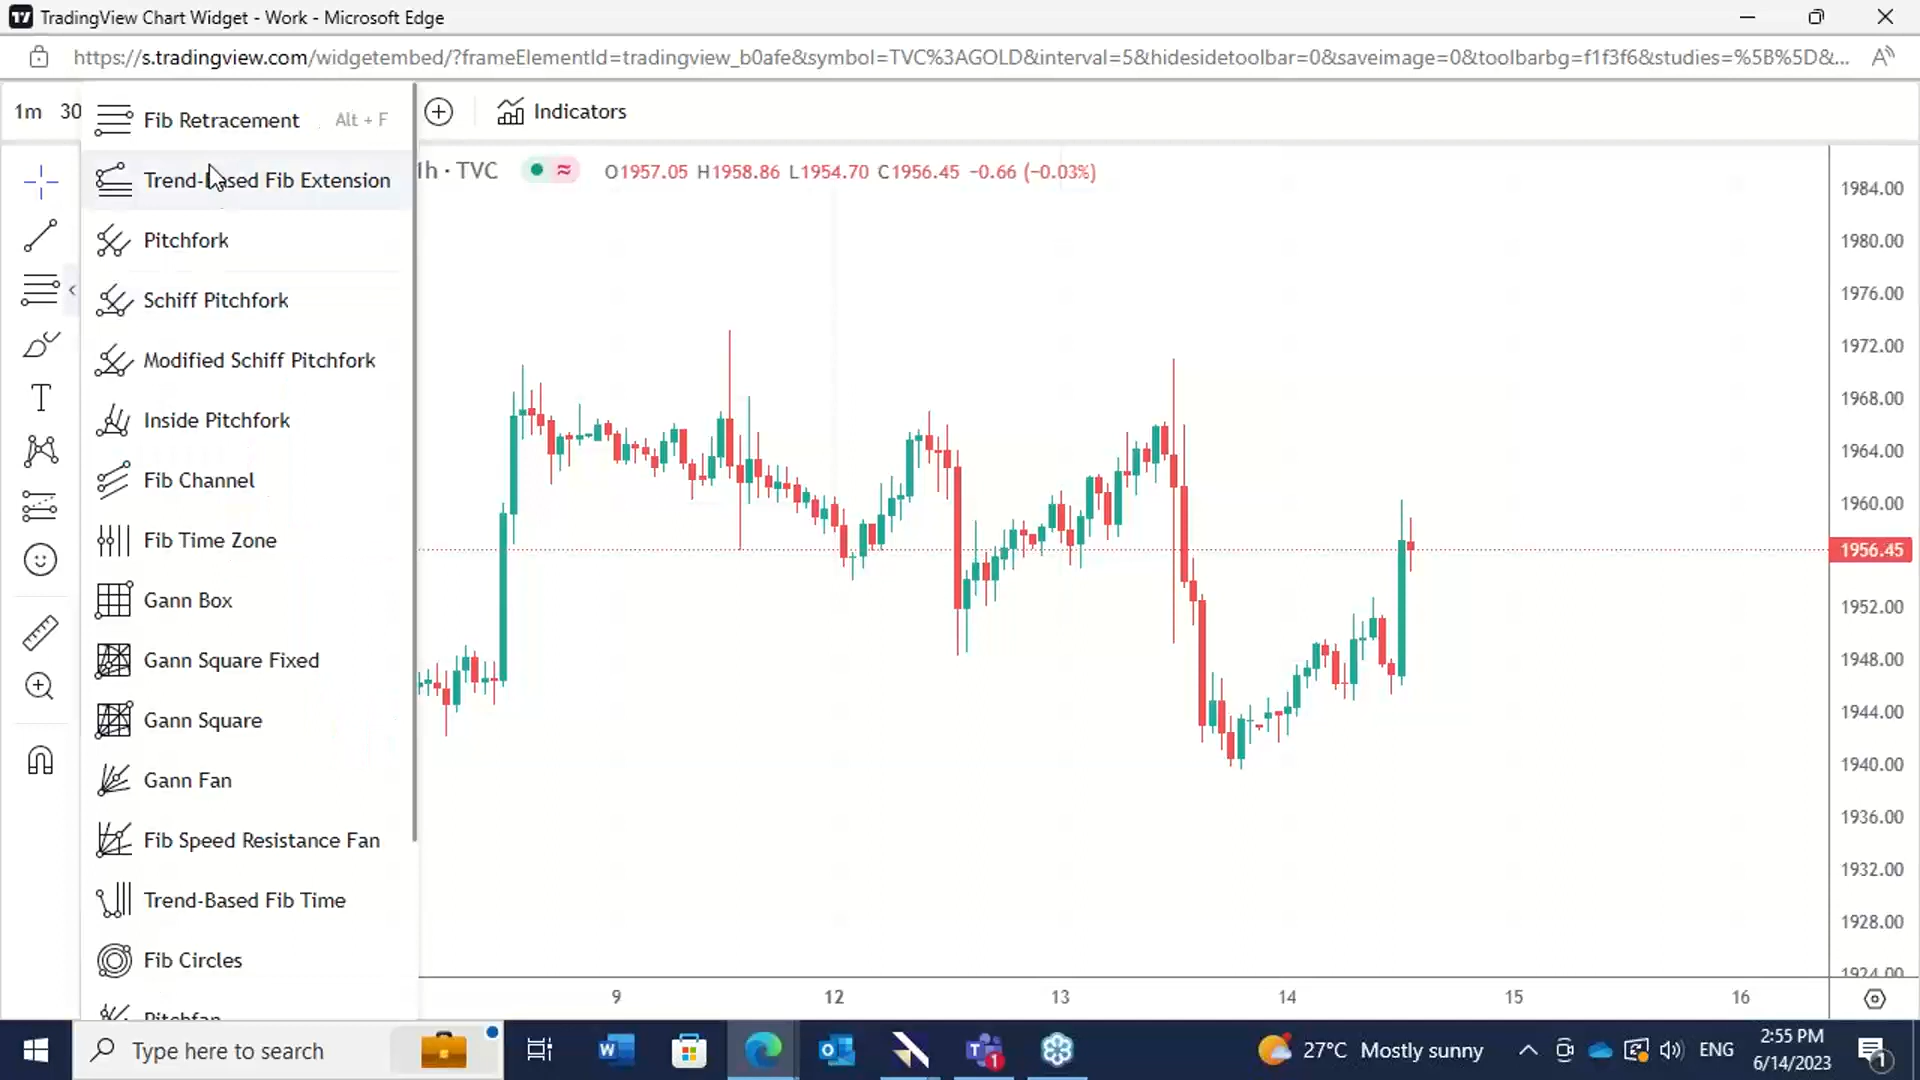 TradingView Chart Widget - Work - Microsoft Edge
https://s.tradingview.com/widgetembed/?frameElementId=tradingview_b0afe&symbol=TVC%3AGOLD&interval=5&hidesidetoolbar=0&saveimage=0&toolbarbg=f1f3f6&studies=%5B%5D&...
1m 30
Indicators
1h · TVC
O1957.05 H1958.86 L1954.70 C1956.45 −0.66 (−0.03%)
Fib Retracement Alt + F
Trend-Based Fib Extension
Pitchfork
Schiff Pitchfork
Modified Schiff Pitchfork
Inside Pitchfork
Fib Channel
Fib Time Zone
Gann Box
Gann Square Fixed
Gann Square
Gann Fan
Fib Speed Resistance Fan
Trend-Based Fib Time
Fib Circles
Pitchfan
1984.00
1980.00
1976.00
1972.00
1968.00
1964.00
1960.00
1956.45
1952.00
1948.00
1944.00
1940.00
1936.00
1932.00
1928.00
1924.00
9 12 13 14 15 16
Type here to search
27°C Mostly sunny
ENG
2:55 PM
6/14/2023
1
1